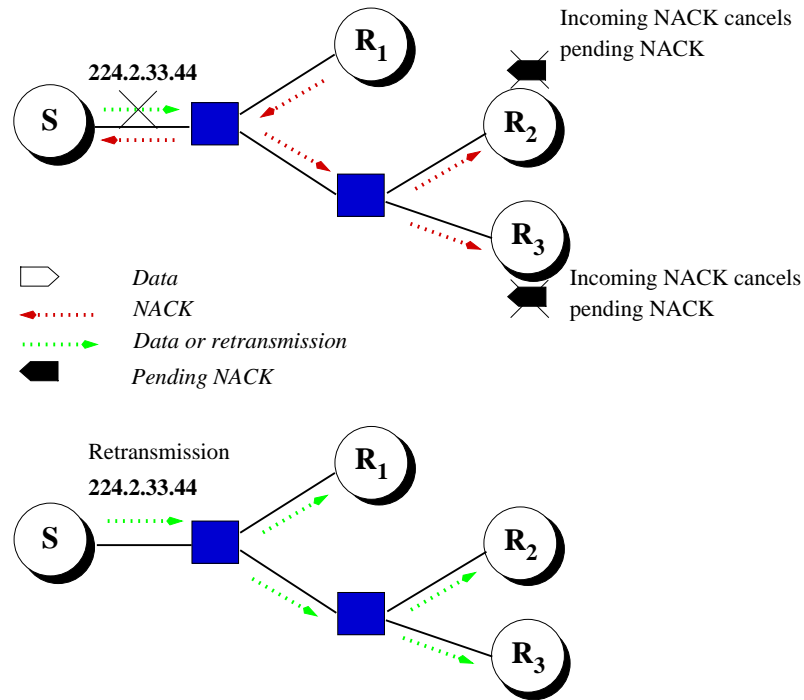 Incoming NACK cancels
pending NACK
R1
224.2.33.44
S
R2
R3
Incoming NACK cancels
pending NACK
Data
NACK
Data or retransmission
Pending NACK
Retransmission
224.2.33.44
R1
S
R2
R3